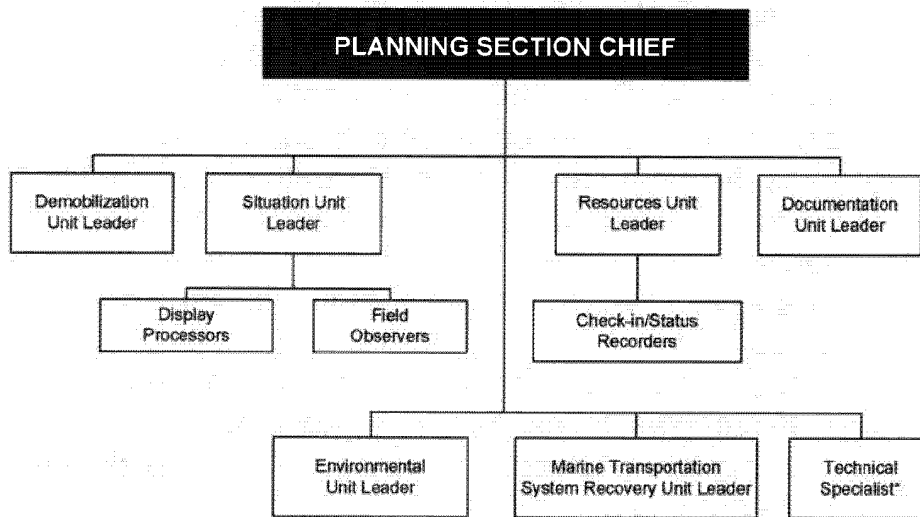 PLANNING SECTION CHIEF
Demobilization
Unit Leader
Situation Unit
Leader
Resources Unit
Leader
Documentation
Unit Leader
Display
Processors
Field
Observers
Check-in/Status
Recorders
Environmental
Unit Leader
Marine Transportation
System Recovery Unit Leader
Technical
Specialist*